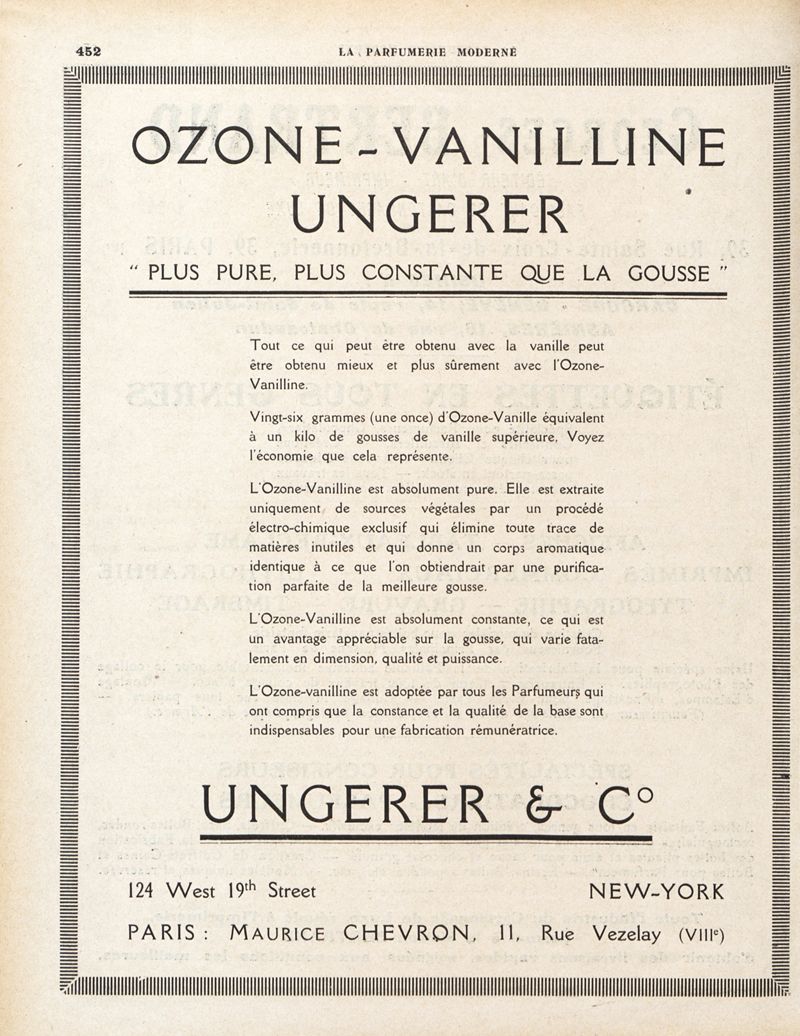 452
LA PARFUMERIE MODERNE
OZONE-VANILLINE
UNGERER
“ PLUS PURE, PLUS CONSTANTE QUE LA GOUSSE ”
Tout ce qui peut être obtenu avec la vanille peut
être obtenu mieux et plus sûrement avec l'Ozone-
Vanilline.
Vingt-six grammes (une once) d'Ozone-Vanille équivalent
à un kilo de gousses de vanille supérieure, Voyez
l'économie que cela représente.
L'Ozone-Vanilline est absolument pure. Elle est extraite
uniquement de sources végétales par un procédé
électro-chimique exclusif qui élimine toute trace de
matières inutiles et qui donne un corps aromatique
identique à ce que l'on obtiendrait par une purifica-
tion parfaite de la meilleure gousse.
L'Ozone-Vanilline est absolument constante, ce qui est
un avantage appréciable sur la gousse, qui varie fata-
lement en dimension, qualité et puissance.
L'Ozone-vanilline est adoptée par tous les Parfumeurs qui
ont compris que la constance et la qualité de la base sont
indispensables pour une fabrication rémunératrice.
UNGERER & Cº
124 West 19th Street NEW-YORK
PARIS : MAURICE CHEVRON, 11, Rue Vezelay (VIIIe)